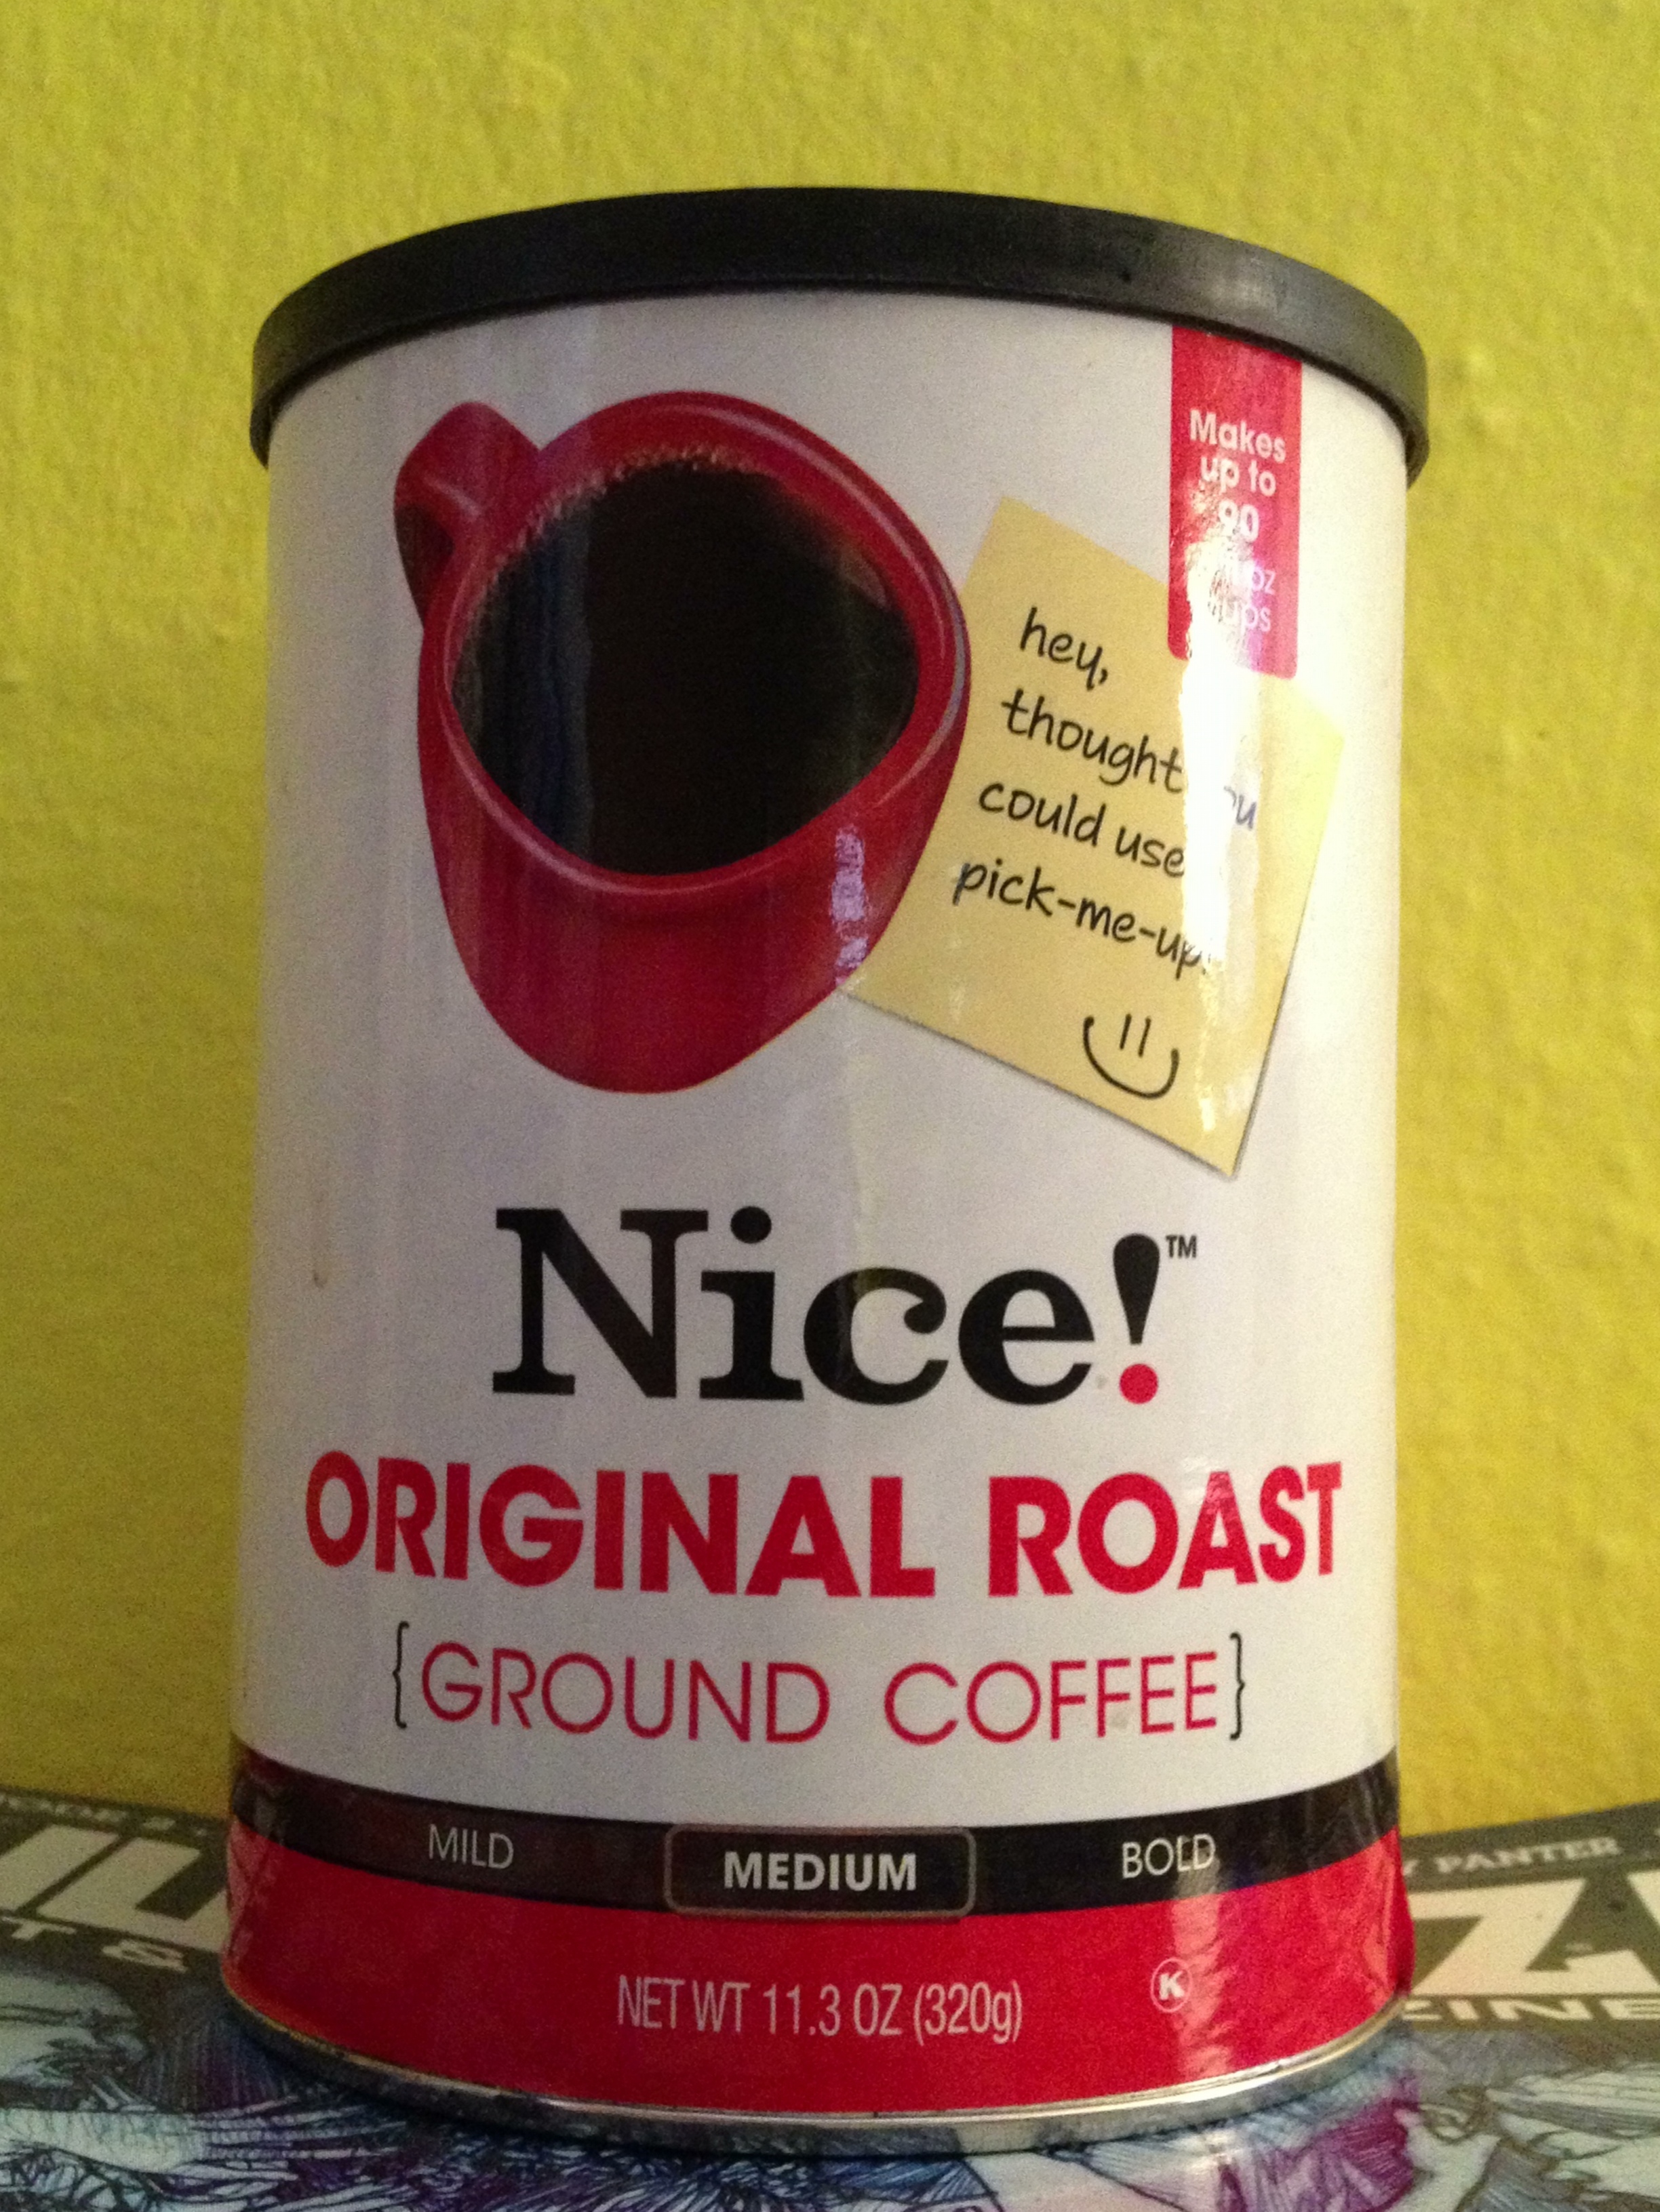 Makes
up to
90
hey,
thought
could use
pick-me-up!
Nice!™
ORIGINAL ROAST
{GROUND COFFEE}
MILD MEDIUM BOLD
NET WT 11.3 OZ (320g)
K
Y PANTER